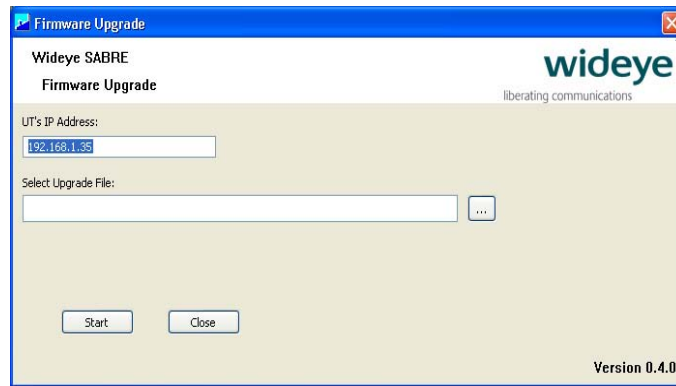 Firmware Upgrade
Wideye SABRE
Firmware Upgrade
wideye
liberating communications
UT's IP Address:
192.168.1.35
Select Upgrade File:
...
Start
Close
Version 0.4.0